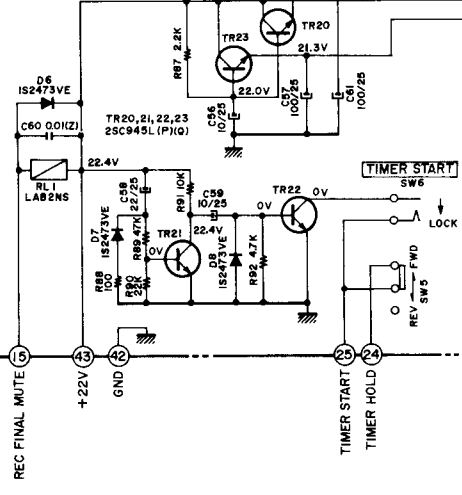 TR20
TR23
R87 2.2K
21.3V
D6
1S2473VE
22.0V
C56
10/25
C57
100/25
C61
100/25
C60 0.01(Z)
TR20,21,22,23
2SC945L(P)(Q)
RL1
LAB2NS
22.4V
TIMER START
SW6
LOCK
C58
22/25
R91 10K
C59
10/25
TR22
0V
0V
22.4V
D7
1S2473VE
R89 47K
TR21
0V
R88
100
R90
22K
D8
1S2473VE
R92 4.7K
FWD
REV
SW5
15
43
42
25
24
REC FINAL MUTE
+22V
GND
TIMER START
TIMER HOLD